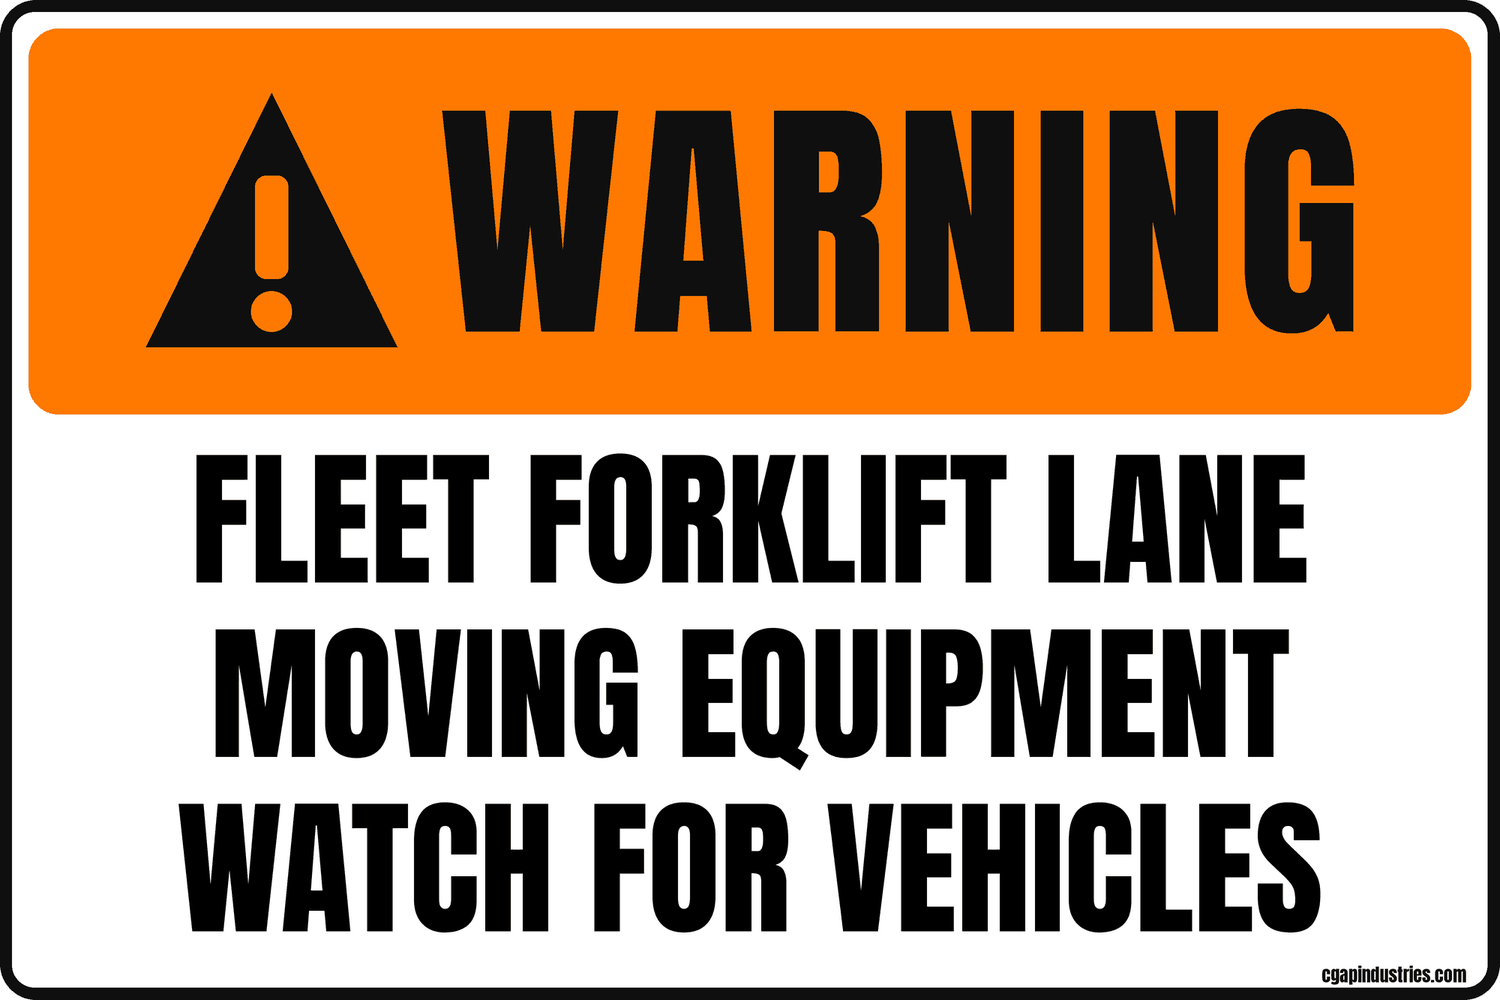 WARNING
FLEET FORKLIFT LANE
MOVING EQUIPMENT
WATCH FOR VEHICLES
cgapindustries.com